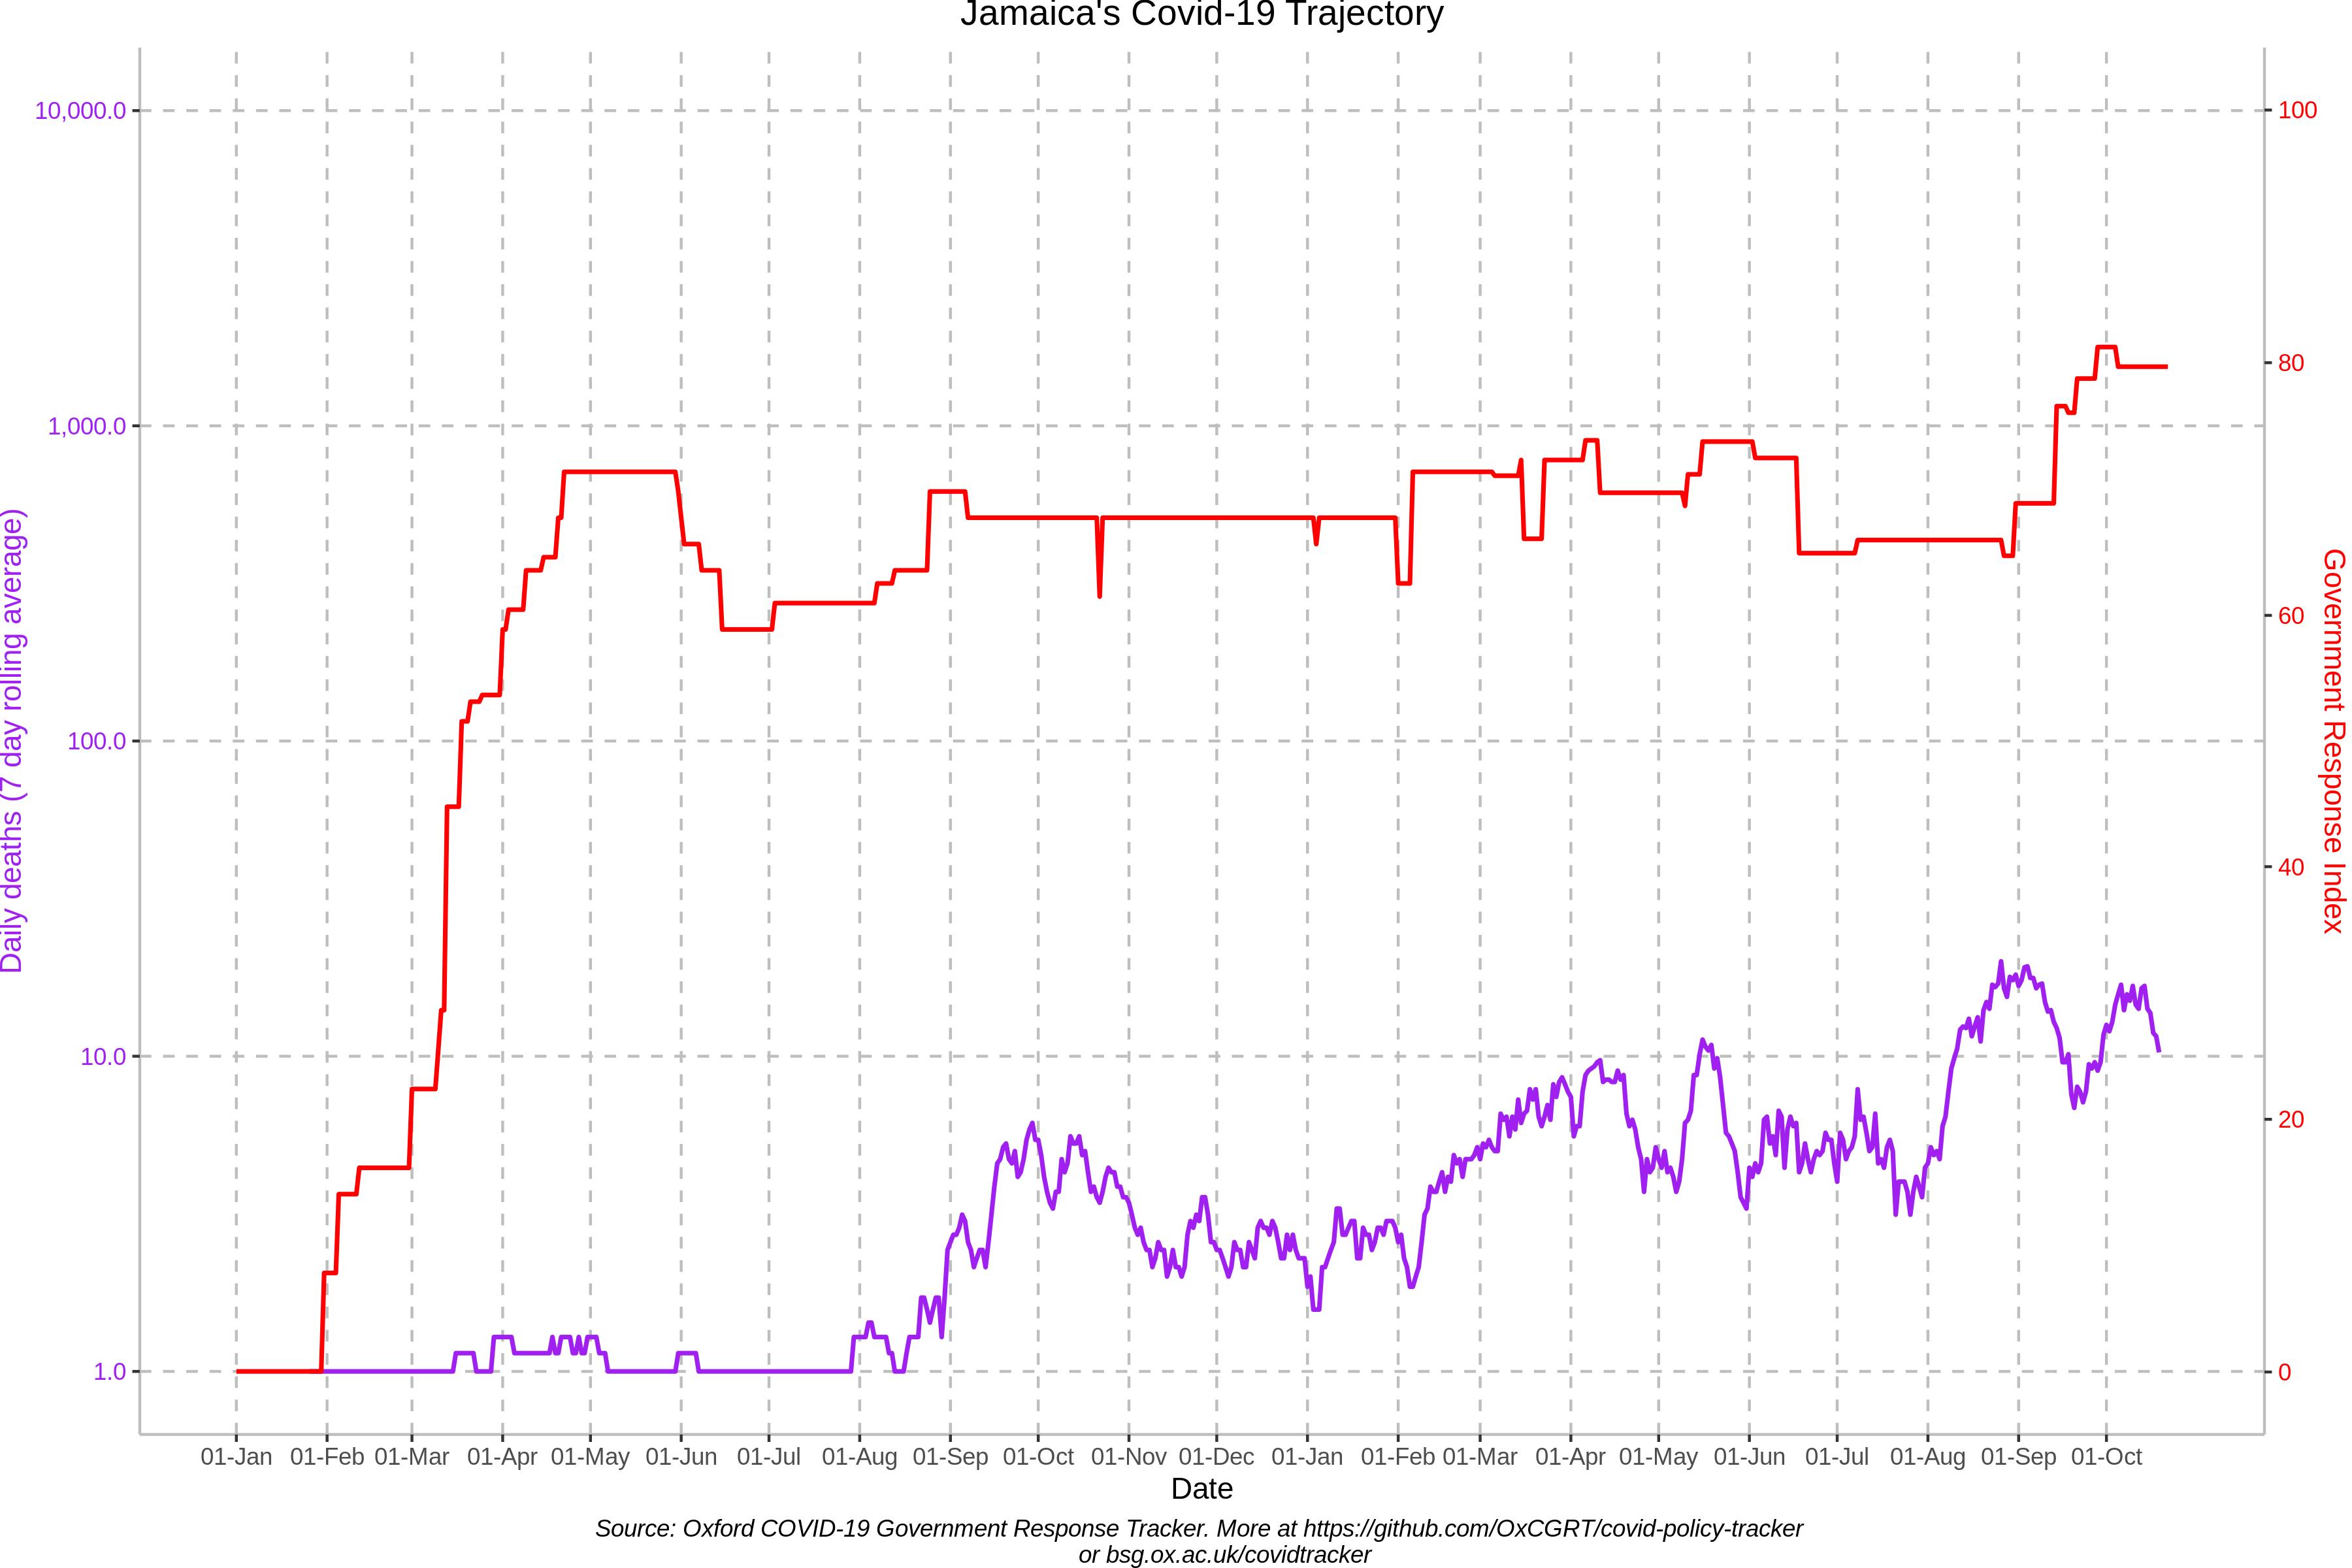 Jamaica's Covid-19 Trajectory
10,000.0
1,000.0
100.0
10.0
1.0
Daily deaths (7 day rolling average)
100
80
60
40
20
0
Government Response Index
01-Jan 01-Feb 01-Mar 01-Apr 01-May 01-Jun 01-Jul 01-Aug 01-Sep 01-Oct 01-Nov 01-Dec 01-Jan 01-Feb 01-Mar 01-Apr 01-May 01-Jun 01-Jul 01-Aug 01-Sep 01-Oct
Date
Source: Oxford COVID-19 Government Response Tracker. More at https://github.com/OxCGRT/covid-policy-tracker
or bsg.ox.ac.uk/covidtracker